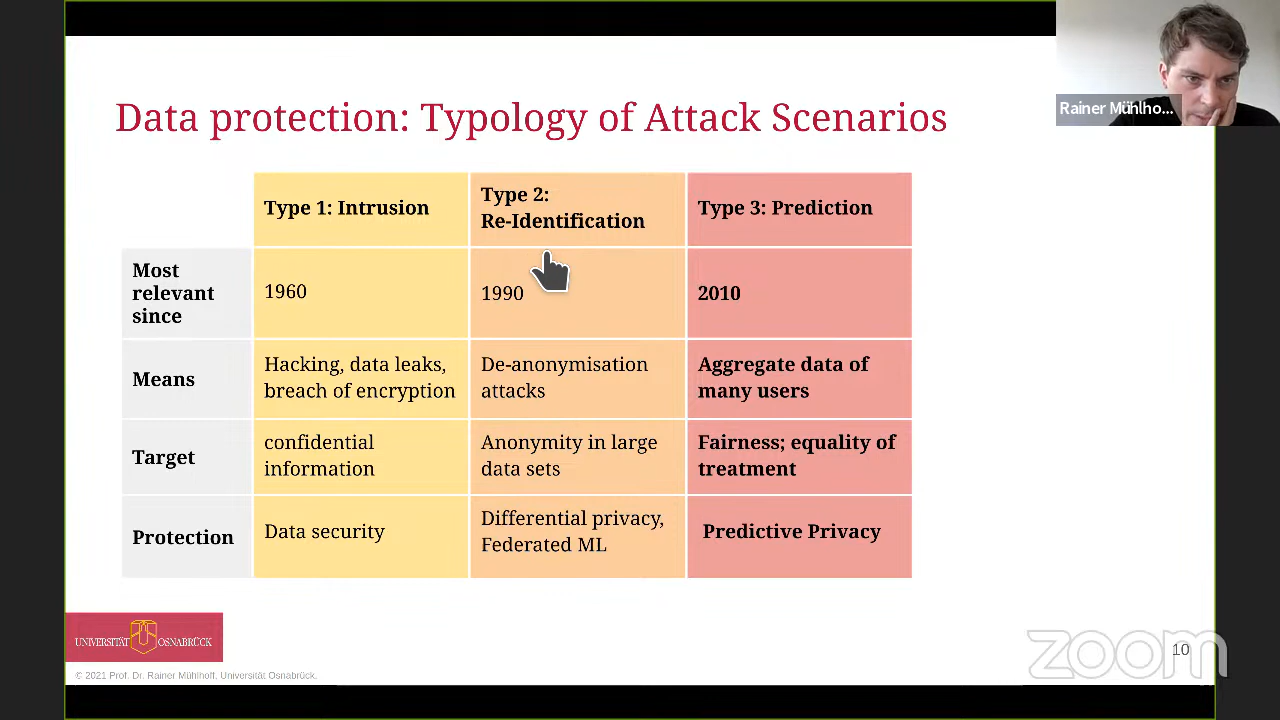 Data protection: Typology of Attack Scenarios
Rainer Mühlho...
Type 1: Intrusion
Type 2:
Re-Identification
Type 3: Prediction
Most
relevant
since
1960
1990
2010
Means
Hacking, data leaks,
breach of encryption
De-anonymisation
attacks
Aggregate data of
many users
Target
confidential
information
Anonymity in large
data sets
Fairness; equality of
treatment
Protection
Data security
Differential privacy,
Federated ML
Predictive Privacy
UNIVERSITÄT OSNABRÜCK
© 2021 Prof. Dr. Rainer Mühlhoff, Universität Osnabrück.
zoom
10